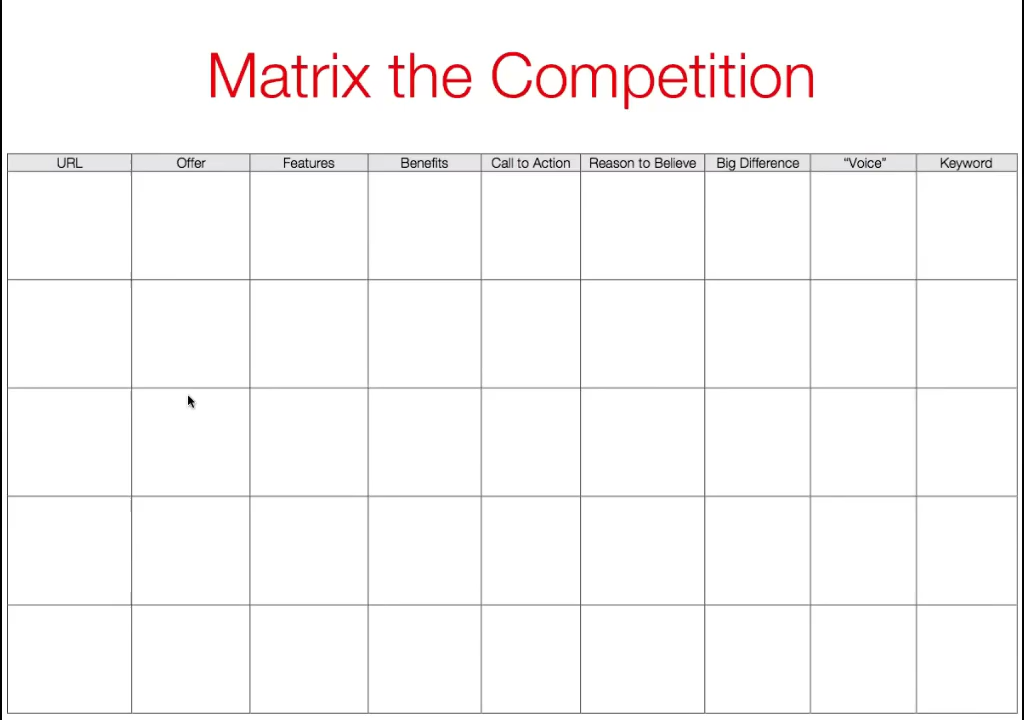 Matrix the Competition
URL Offer Features Benefits Call to Action Reason to Believe Big Difference “Voice” Keyword